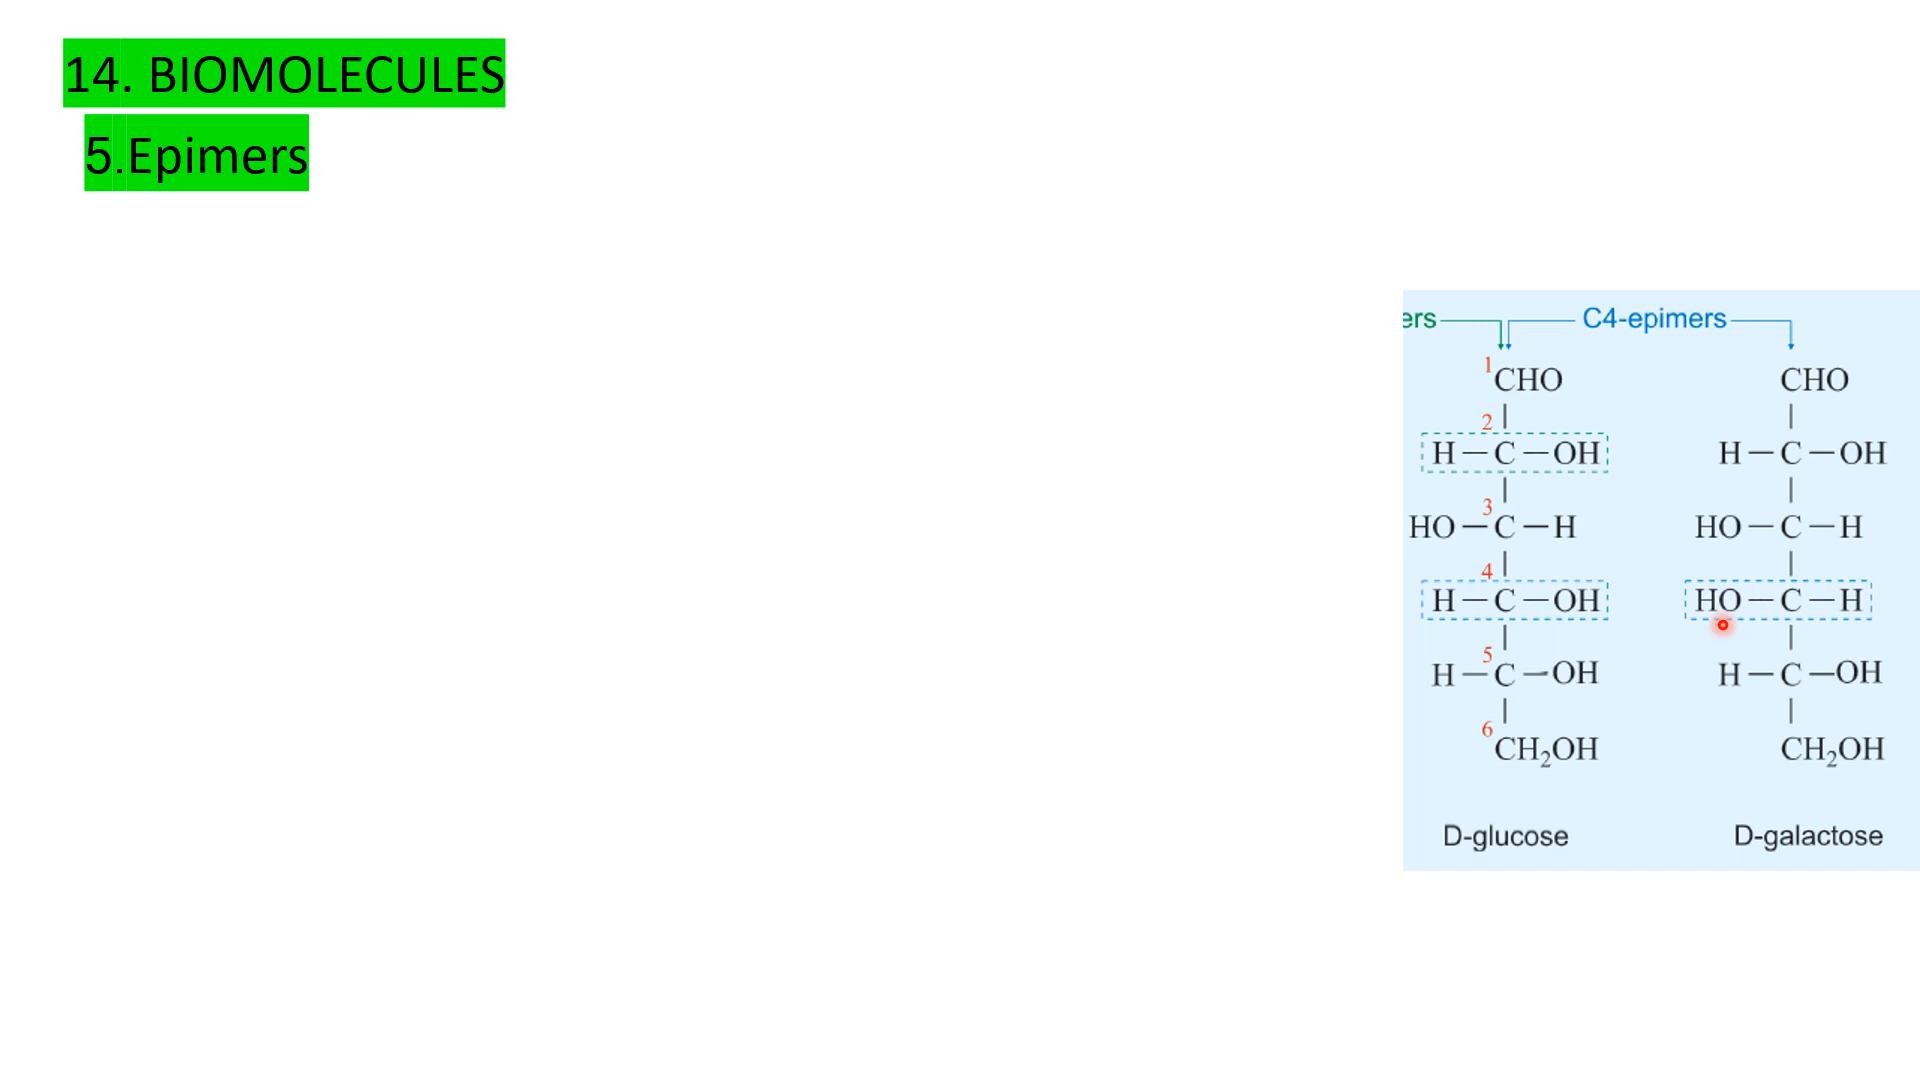 14. BIOMOLECULES
5.Epimers
ers C4-epimers
1 CHO CHO
2
H — C — OH H — C — OH
3
HO — C — H HO — C — H
4
H — C — OH HO — C — H
5
H — C — OH H — C — OH
6
CH₂OH CH₂OH
D-glucose D-galactose